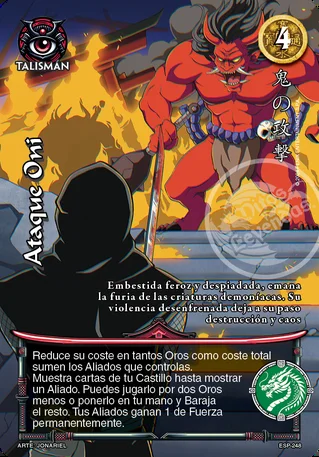 TALISMÁN
4
鬼の攻撃
Ataque Oni
Embestida feroz y despiadada, emana
la furia de las criaturas demoníacas. Su
violencia desenfrenada deja a su paso
destrucción y caos
Reduce su coste en tantos Oros como coste total
sumen los Aliados que controlas.
Muestra cartas de tu Castillo hasta mostrar
un Aliado. Puedes jugarlo por dos Oros
menos o ponerlo en tu mano y Baraja
el resto. Tus Aliados ganan 1 de Fuerza
permanentemente.
ARTE: JONARIEL
ESP-248